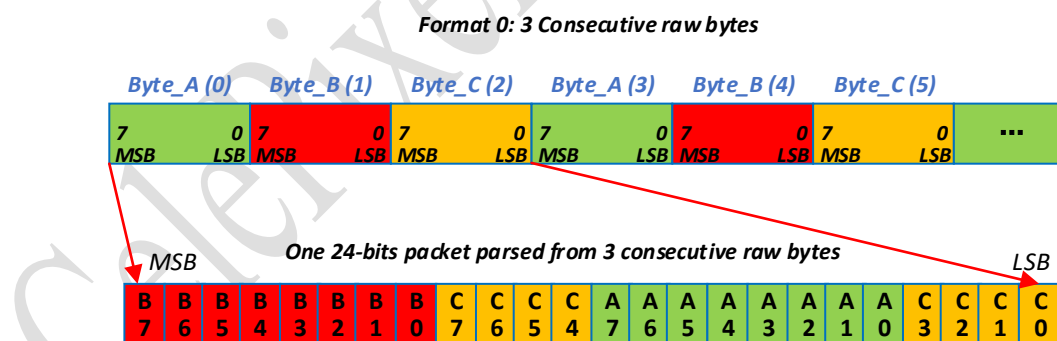 Format 0: 3 Consecutive raw bytes
Byte_A (0) Byte_B (1) Byte_C (2) Byte_A (3) Byte_B (4) Byte_C (5)
7 0 7 0 7 0 7 0 7 0 7 0 ...
MSB LSB MSB LSB MSB LSB MSB LSB MSB LSB MSB LSB
One 24-bits packet parsed from 3 consecutive raw bytes
MSB LSB
B B B B B B B B C C C C A A A A A A A A C C C C
7 6 5 4 3 2 1 0 7 6 5 4 7 6 5 4 3 2 1 0 3 2 1 0